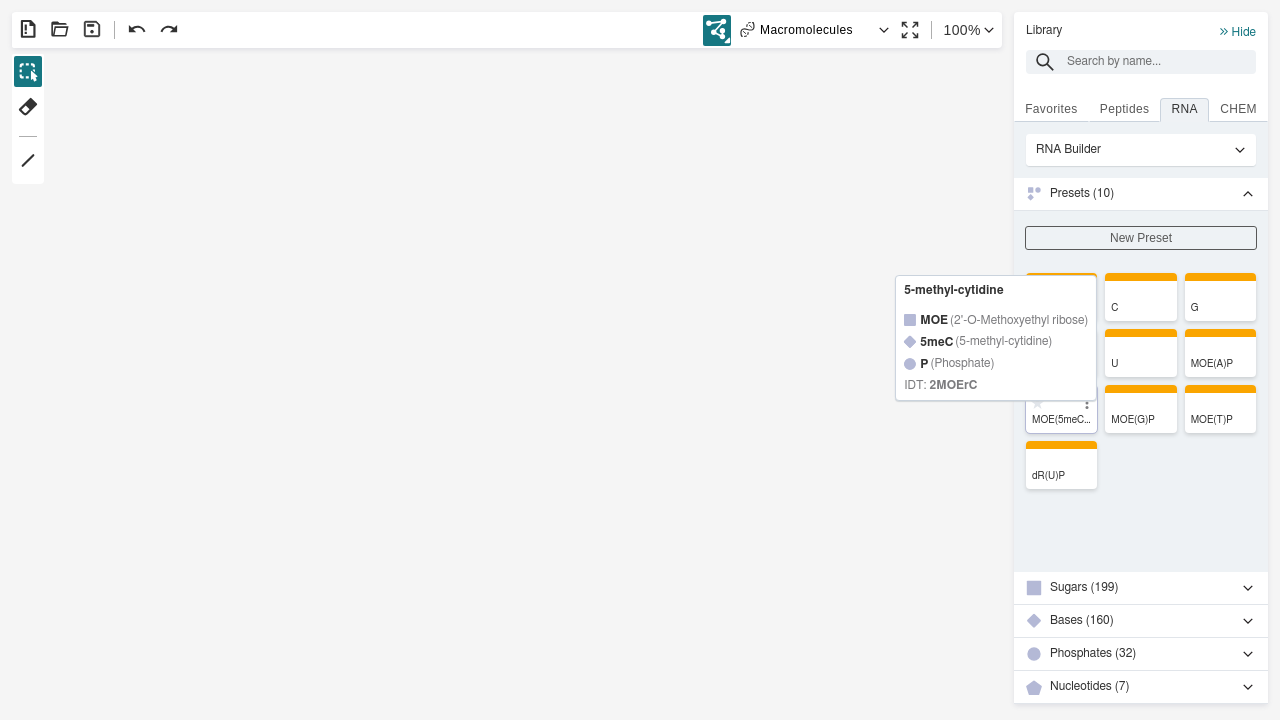 Macromolecules
100%
Library
Hide
Search by name...
Favorites
Peptides
RNA
CHEM
RNA Builder
Presets (10)
New Preset
5-methyl-cytidine
MOE (2'-O-Methoxyethyl ribose)
5meC (5-methyl-cytidine)
P (Phosphate)
IDT: 2MOErC
C
G
U
MOE(A)P
MOE(5meC...
MOE(G)P
MOE(T)P
dR(U)P
Sugars (199)
Bases (160)
Phosphates (32)
Nucleotides (7)